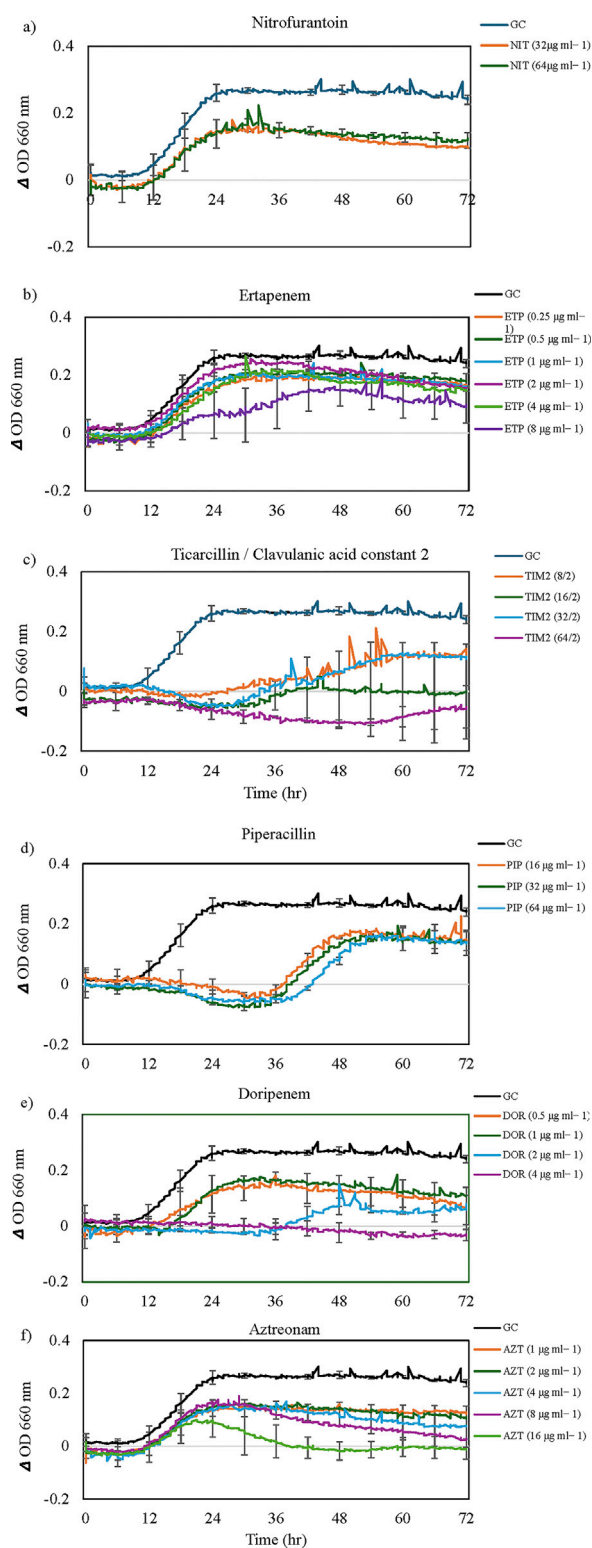 a)
Nitrofurantoin
GC
NIT (32μg ml− 1)
NIT (64μg ml− 1)
Δ OD 660 nm
0.4
0.2
0
-0.2
0 12 24 36 48 60 72
b)
Ertapenem
GC
ETP (0.25 μg ml−
1)
ETP (0.5 μg ml− 1)
ETP (1 μg ml− 1)
ETP (2 μg ml− 1)
ETP (4 μg ml− 1)
ETP (8 μg ml− 1)
Δ OD 660 nm
0.4
0.2
0
-0.2
0 12 24 36 48 60 72
c)
Ticarcillin / Clavulanic acid constant 2
GC
TIM2 (8/2)
TIM2 (16/2)
TIM2 (32/2)
TIM2 (64/2)
Δ OD 660 nm
0.4
0.2
0
-0.2
0 12 24 36 48 60 72
Time (hr)
d)
Piperacillin
GC
PIP (16 μg ml− 1)
PIP (32 μg ml− 1)
PIP (64 μg ml− 1)
Δ OD 660 nm
0.4
0.2
0
-0.2
0 12 24 36 48 60 72
e)
Doripenem
GC
DOR (0.5 μg ml− 1)
DOR (1 μg ml− 1)
DOR (2 μg ml− 1)
DOR (4 μg ml− 1)
Δ OD 660 nm
0.4
0.2
0
-0.2
0 12 24 36 48 60 72
f)
Aztreonam
GC
AZT (1 μg ml− 1)
AZT (2 μg ml− 1)
AZT (4 μg ml− 1)
AZT (8 μg ml− 1)
AZT (16 μg ml− 1)
Δ OD 660 nm
0.4
0.2
0
-0.2
0 12 24 36 48 60 72
Time (hr)